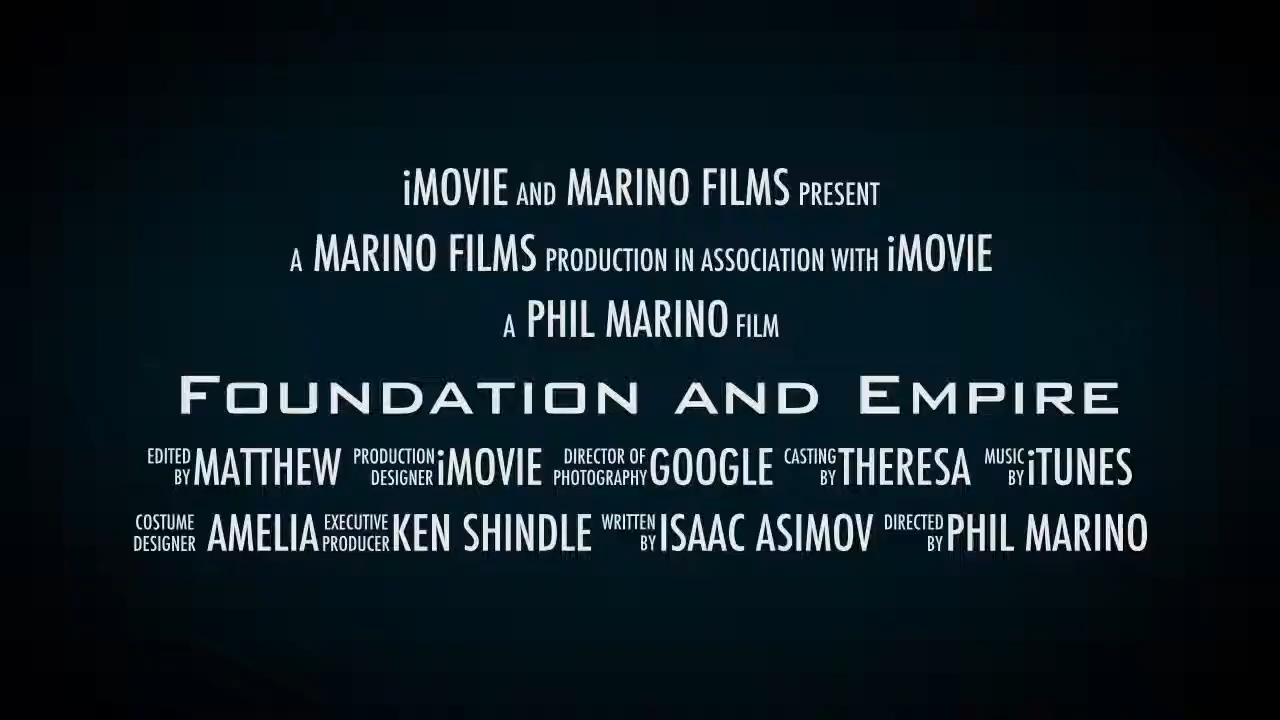 iMOVIE AND MARINO FILMS PRESENT
A MARINO FILMS PRODUCTION IN ASSOCIATION WITH iMOVIE
A PHIL MARINO FILM
FOUNDATION AND EMPIRE
EDITED BY MATTHEW PRODUCTION DESIGNER iMOVIE DIRECTOR OF PHOTOGRAPHY GOOGLE CASTING BY THERESA MUSIC BY iTUNES
COSTUME DESIGNER AMELIA EXECUTIVE PRODUCER KEN SHINDLE WRITTEN BY ISAAC ASIMOV DIRECTED BY PHIL MARINO